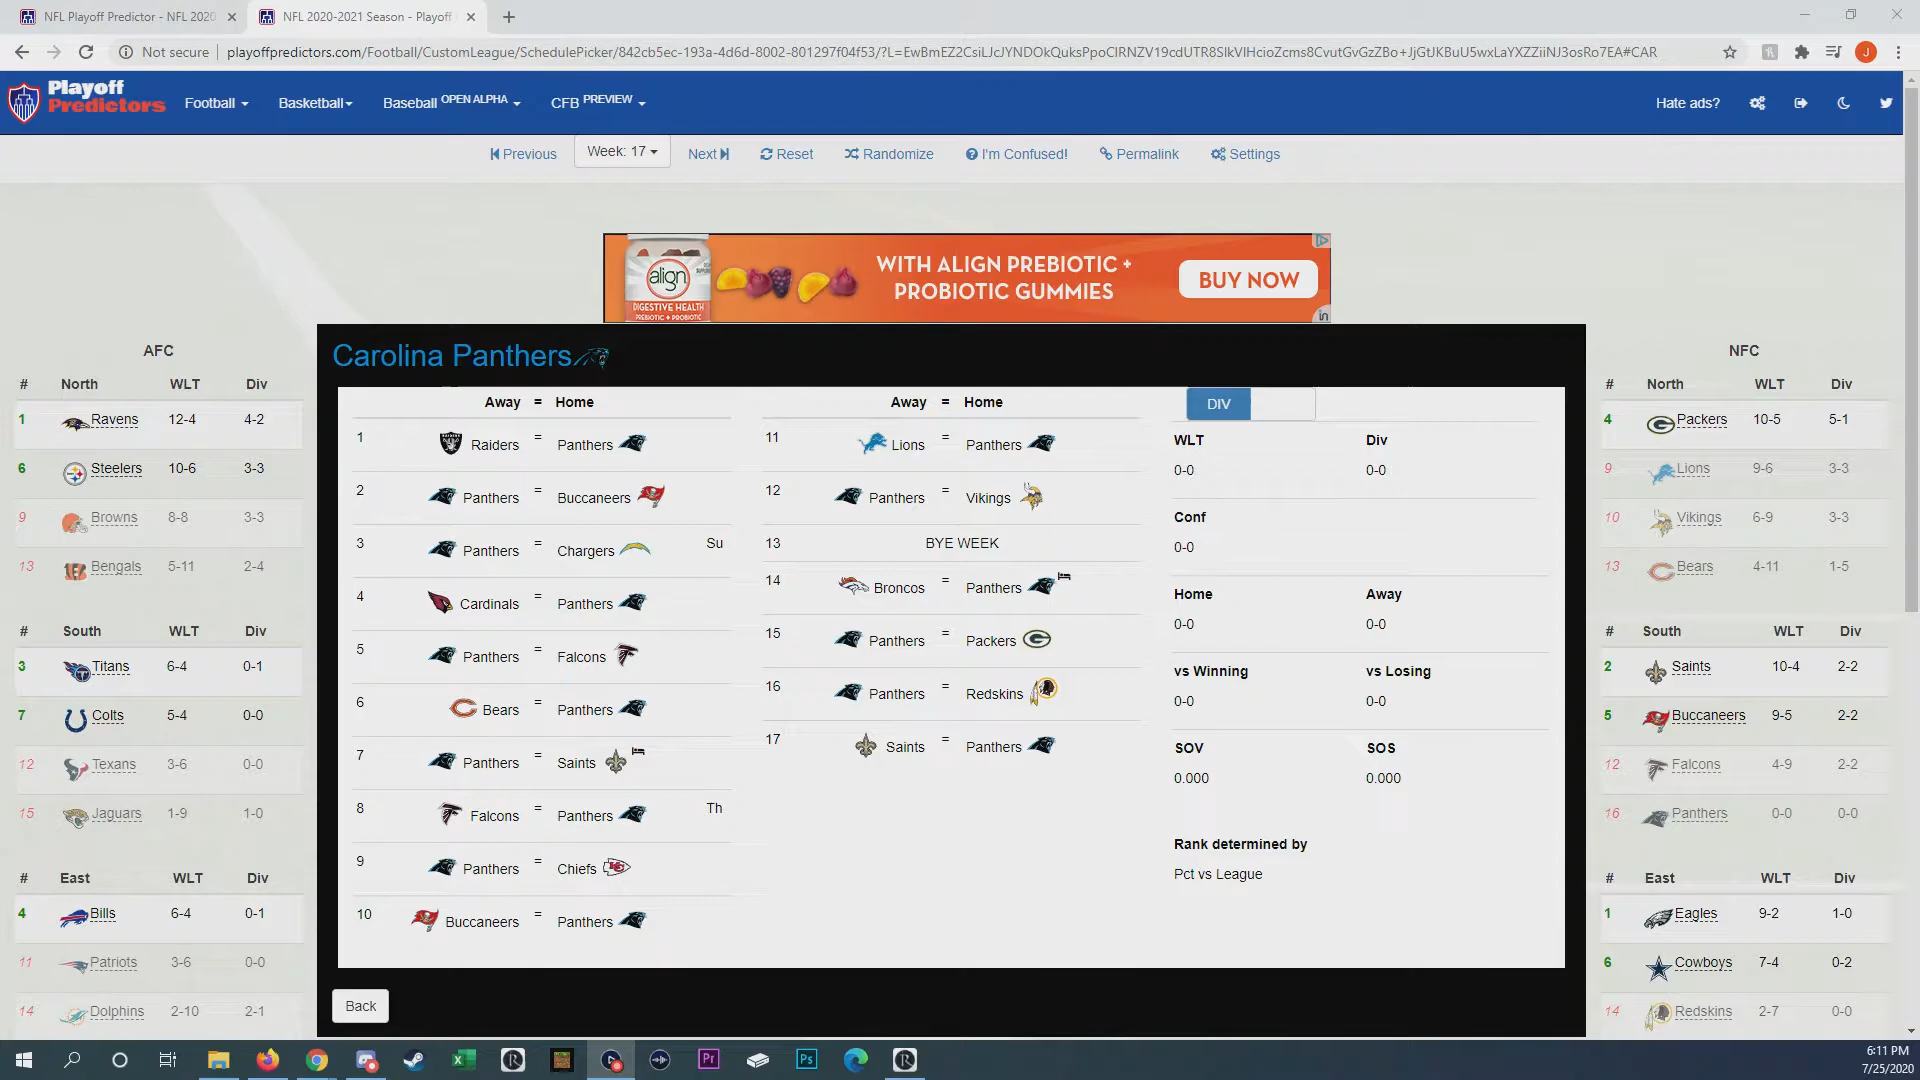 NFL Playoff Predictor - NFL 2020
NFL 2020-2021 Season - Playoff
Not secure
playoffpredictors.com/Football/CustomLeague/SchedulePicker/842cb5ec-193a-4d6d-8002-801297f04f53/?L=EwBmEZ2CsiLJcJYNDOkQuksPpoCIRNZV19cdUTR8SlkVIHcioZcms8CvutGvGzZBo+JjGtJKBuU5wxLaYXZZiiNJ3osRo7EA#CAR
Playoff Predictors
Football
Basketball
Baseball OPEN ALPHA
CFB PREVIEW
Hate ads?
Previous
Week: 17
Next
Reset
Randomize
I'm Confused!
Permalink
Settings
align
DIGESTIVE HEALTH
PREBIOTIC + PROBIOTIC
WITH ALIGN PREBIOTIC +
PROBIOTIC GUMMIES
BUY NOW
AFC
# North WLT Div
1 Ravens 12-4 4-2
6 Steelers 10-6 3-3
9 Browns 8-8 3-3
13 Bengals 5-11 2-4
# South WLT Div
3 Titans 6-4 0-1
7 Colts 5-4 0-0
12 Texans 3-6 0-0
15 Jaguars 1-9 1-0
# East WLT Div
4 Bills 6-4 0-1
11 Patriots 3-6 0-0
14 Dolphins 2-10 2-1
Carolina Panthers
Away = Home
1 Raiders = Panthers
2 Panthers = Buccaneers
3 Panthers = Chargers Su
4 Cardinals = Panthers
5 Panthers = Falcons
6 Bears = Panthers
7 Panthers = Saints
8 Falcons = Panthers Th
9 Panthers = Chiefs
10 Buccaneers = Panthers
Away = Home
11 Lions = Panthers
12 Panthers = Vikings
13 BYE WEEK
14 Broncos = Panthers
15 Panthers = Packers
16 Panthers = Redskins
17 Saints = Panthers
DIV
WLT Div
0-0 0-0
Conf
0-0
Home Away
0-0 0-0
vs Winning vs Losing
0-0 0-0
SOV SOS
0.000 0.000
Rank determined by
Pct vs League
Back
NFC
# North WLT Div
4 Packers 10-5 5-1
9 Lions 9-6 3-3
10 Vikings 6-9 3-3
13 Bears 4-11 1-5
# South WLT Div
2 Saints 10-4 2-2
5 Buccaneers 9-5 2-2
12 Falcons 4-9 2-2
16 Panthers 0-0 0-0
# East WLT Div
1 Eagles 9-2 1-0
6 Cowboys 7-4 0-2
14 Redskins 2-7 0-0
6:11 PM
7/25/2020